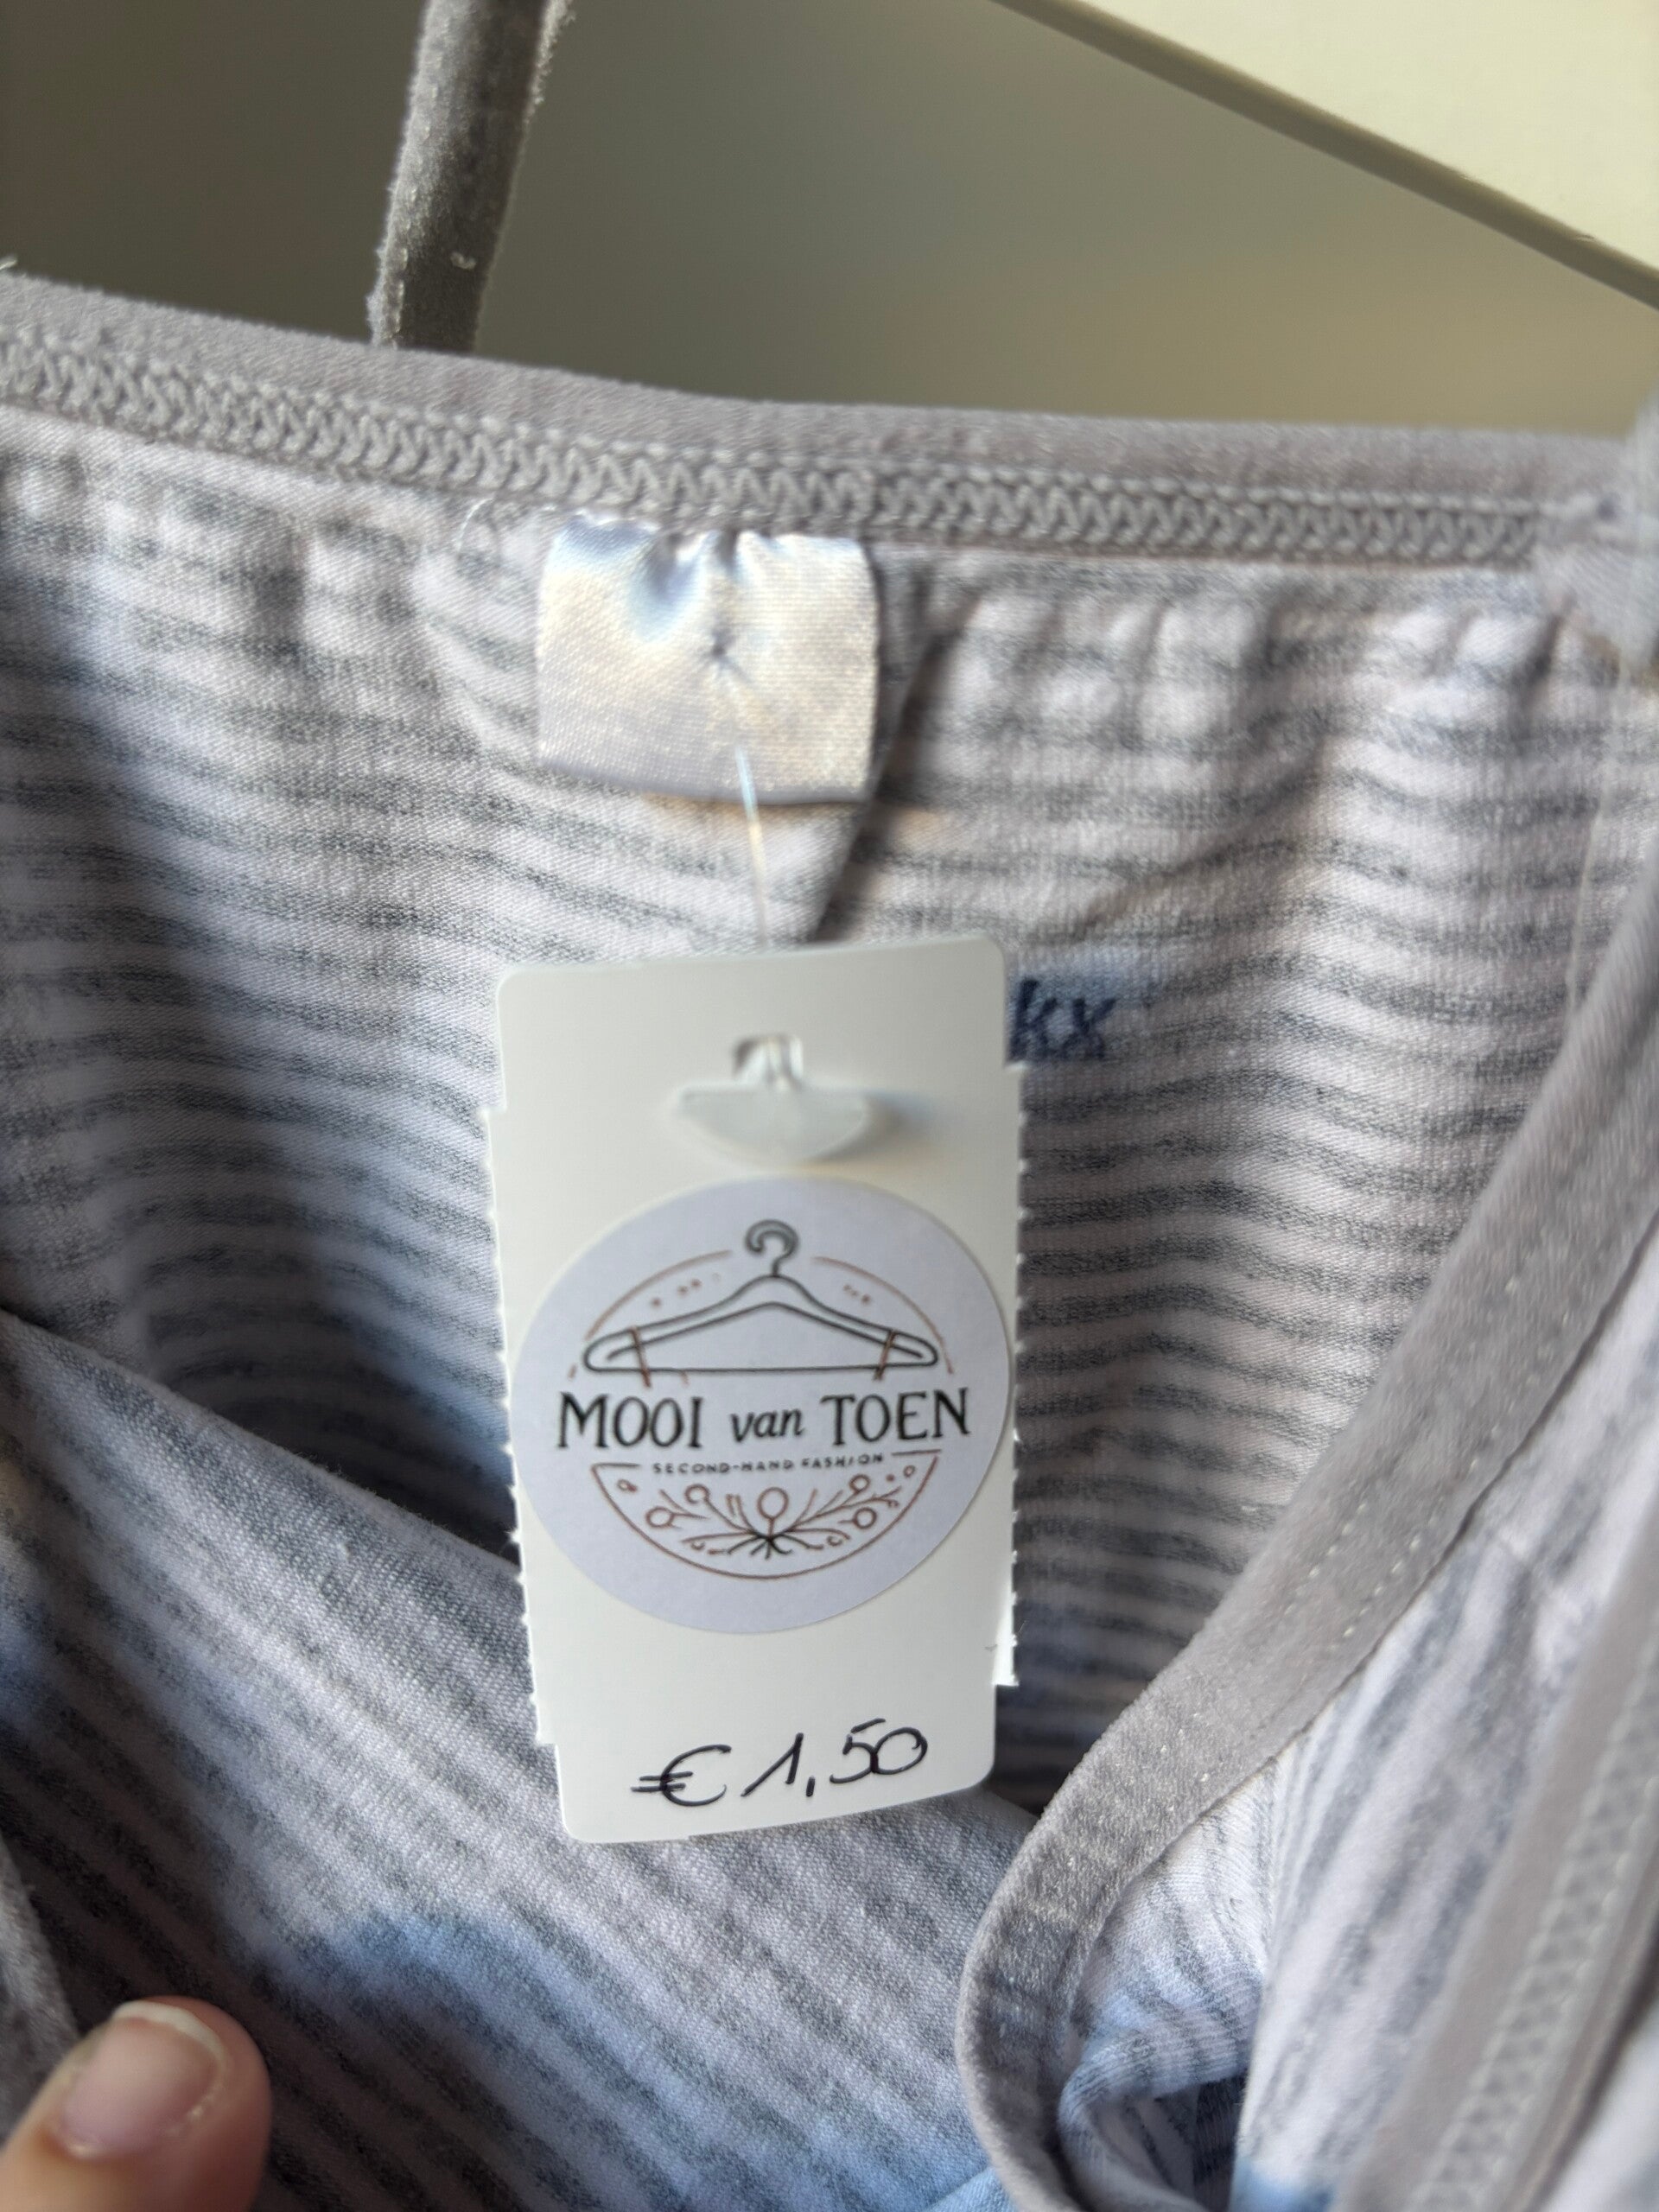 MOOI van TOEN
SECOND-HAND FASHION
€1,50